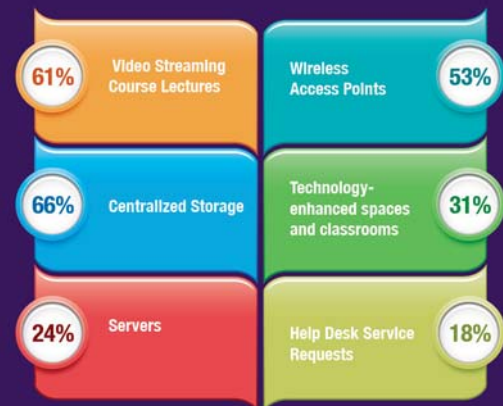 61%
Video Streaming
Course Lectures
Wireless
Access Points
53%
66%
Centralized Storage
Technology-
enhanced spaces
and classrooms
31%
24%
Servers
Help Desk Service
Requests
18%